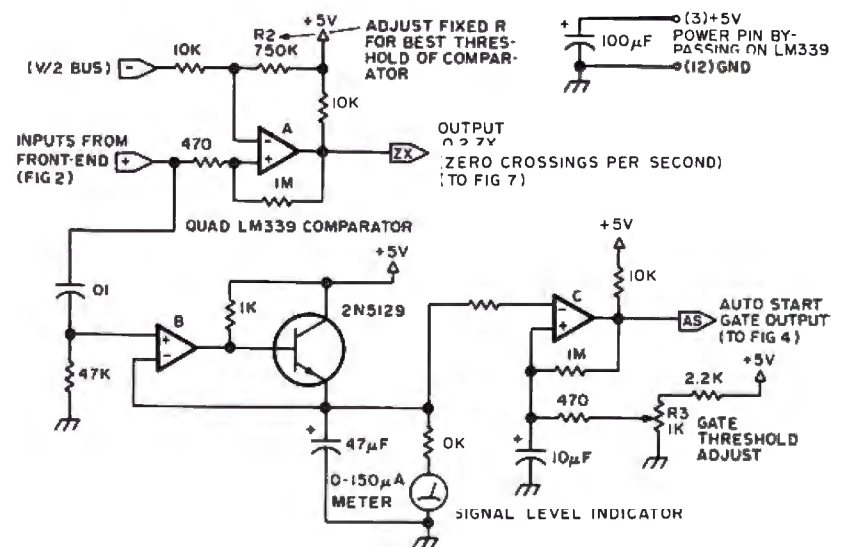 +5V
R2
750K
ADJUST FIXED R
FOR BEST THRES-
HOLD OF COMPAR-
ATOR
10K
(V/2 BUS)
-
10K
+
100µF
(3)+5V
POWER PIN BY-
PASSING ON LM339
(12)GND
INPUTS FROM
FRONT-END
(FIG 2)
+
470
-
+
A
1M
ZX
OUTPUT
(ZERO CROSSINGS PER SECOND)
(TO FIG 7)
QUAD LM339 COMPARATOR
01
47K
+
-
B
1K
+5V
2N5129
+
47µF
0K
0-150µA
METER
SIGNAL LEVEL INDICATOR
-
+
C
+5V
10K
AS
AUTO START
GATE OUTPUT
(TO FIG 4)
1M
470
+
10µF
+5V
2.2K
R3
1K
GATE
THRESHOLD
ADJUST